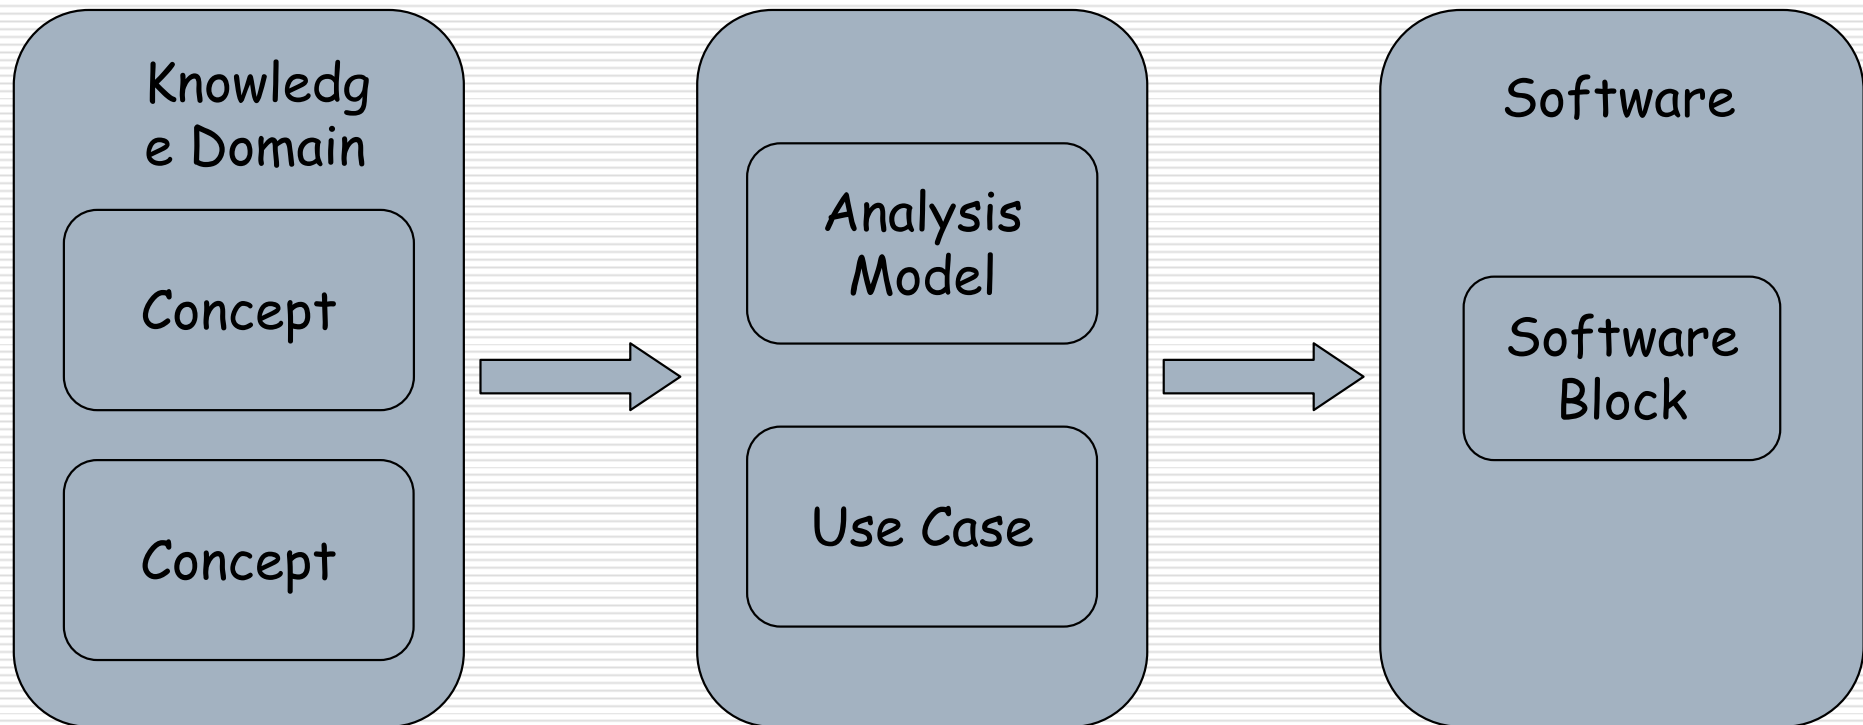 Knowledg
e Domain
Concept
Concept
Analysis
Model
Use Case
Software
Software
Block